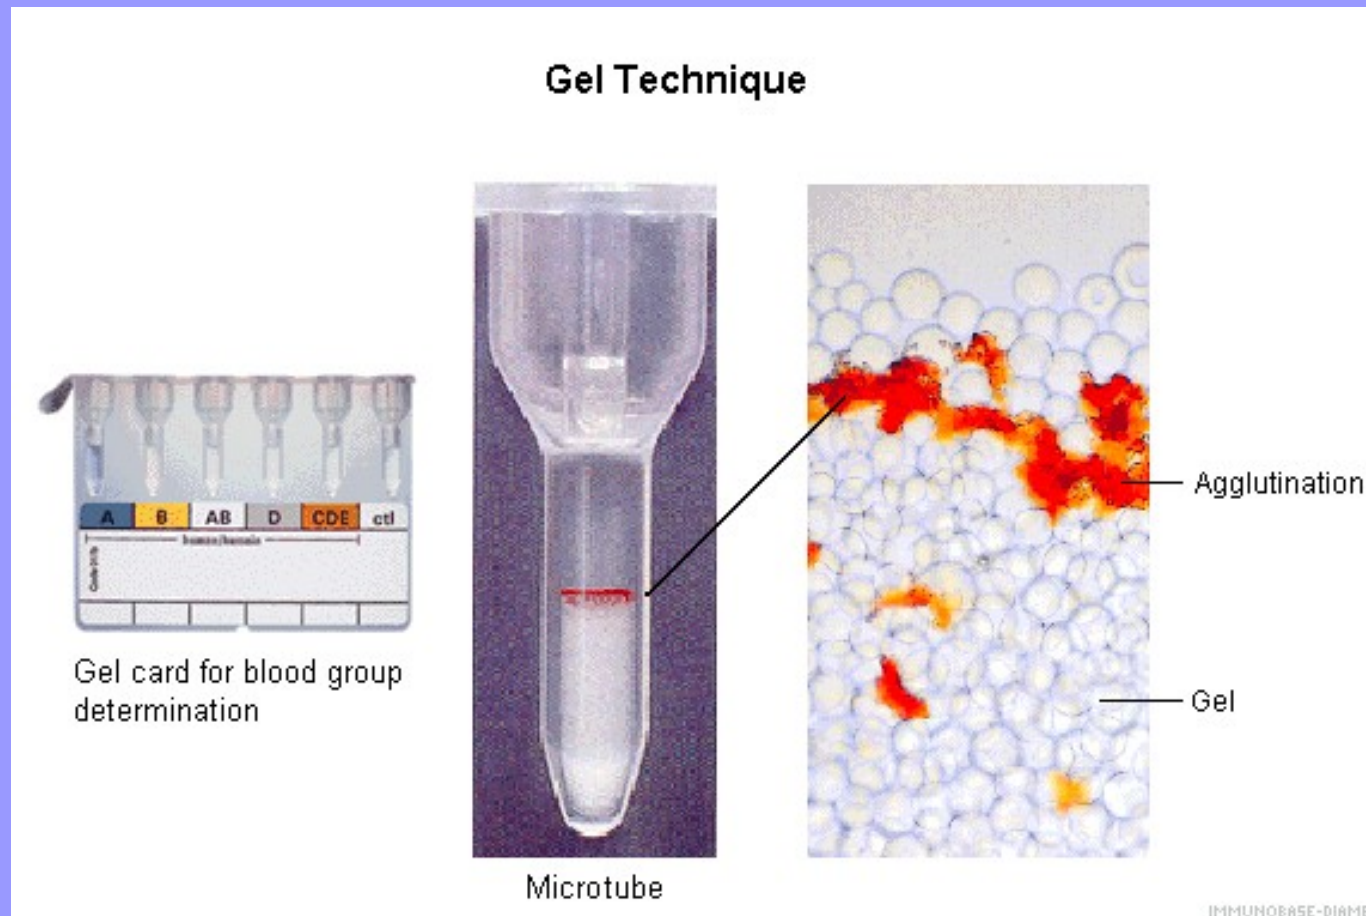 Gel Technique
A B AB D CDE ctl
Agglutination
Gel
Gel card for blood group
determination
Microtube